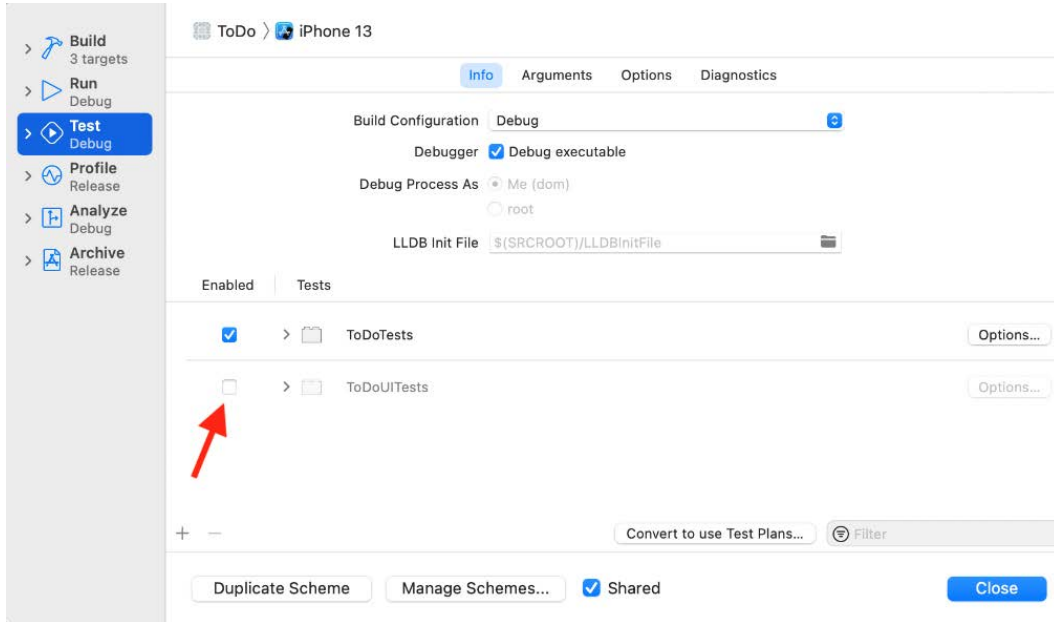 ToDo 〉 iPhone 13
Build
3 targets
Run
Debug
Test
Debug
Profile
Release
Analyze
Debug
Archive
Release
Info Arguments Options Diagnostics
Build Configuration Debug
Debugger Debug executable
Debug Process As Me (dom)
root
LLDB Init File $(SRCROOT)/LLDBInitFile
Enabled Tests
ToDoTests Options...
ToDoUITests Options...
+ − Convert to use Test Plans... Filter
Duplicate Scheme Manage Schemes... Shared Close